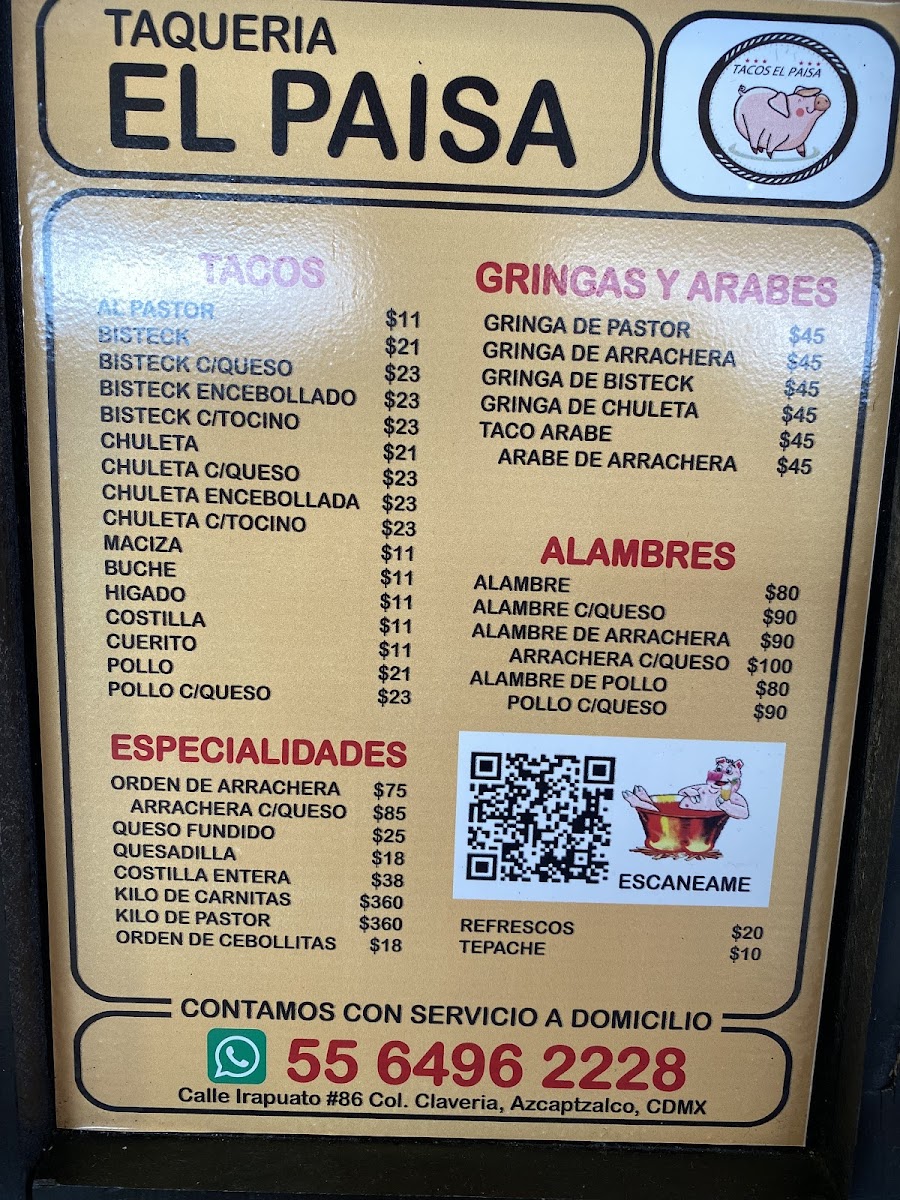 TAQUERIA
EL PAISA
TACOS EL PAISA
TACOS
AL PASTOR $11
BISTECK $21
BISTECK C/QUESO $23
BISTECK ENCEBOLLADO $23
BISTECK C/TOCINO $23
CHULETA $21
CHULETA C/QUESO $23
CHULETA ENCEBOLLADA $23
CHULETA C/TOCINO $23
MACIZA $11
BUCHE $11
HIGADO $11
COSTILLA $11
CUERITO $11
POLLO $21
POLLO C/QUESO $23
ESPECIALIDADES
ORDEN DE ARRACHERA $75
ARRACHERA C/QUESO $85
QUESO FUNDIDO $25
QUESADILLA $18
COSTILLA ENTERA $38
KILO DE CARNITAS $360
KILO DE PASTOR $360
ORDEN DE CEBOLLITAS $18
GRINGAS Y ARABES
GRINGA DE PASTOR $45
GRINGA DE ARRACHERA $45
GRINGA DE BISTECK $45
GRINGA DE CHULETA $45
TACO ARABE $45
ARABE DE ARRACHERA $45
ALAMBRES
ALAMBRE $80
ALAMBRE C/QUESO $90
ALAMBRE DE ARRACHERA $90
ARRACHERA C/QUESO $100
ALAMBRE DE POLLO $80
POLLO C/QUESO $90
ESCANEAME
REFRESCOS $20
TEPACHE $10
CONTAMOS CON SERVICIO A DOMICILIO
55 6496 2228
Calle Irapuato #86 Col. Claveria, Azcaptzalco, CDMX